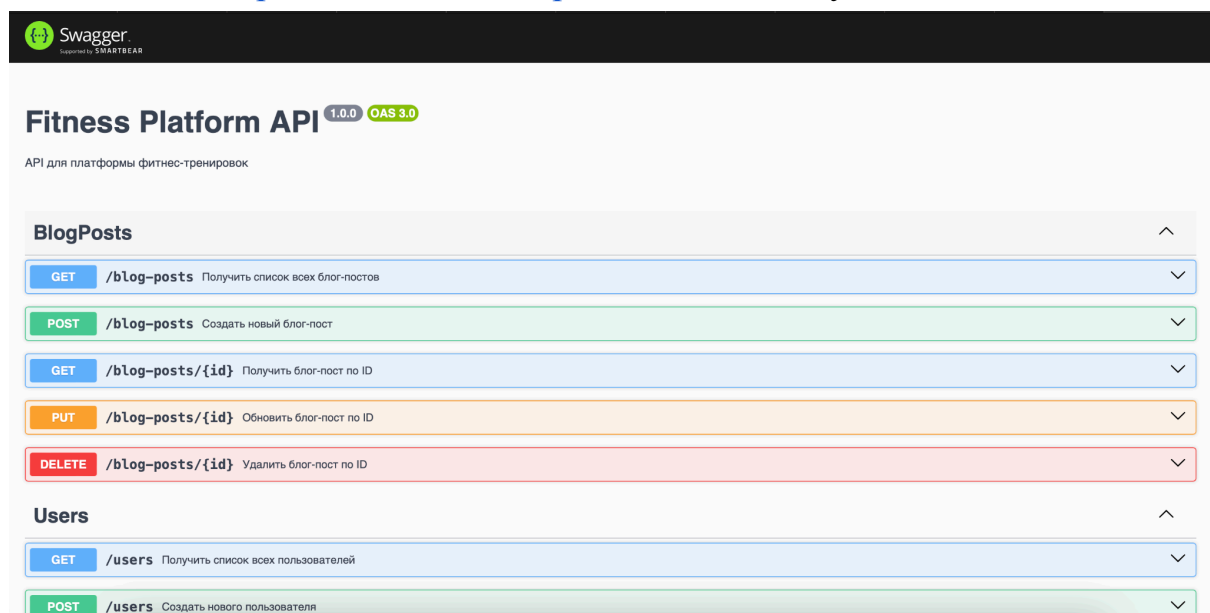 {··} Swagger.
Supported by SMARTBEAR
Fitness Platform API 1.0.0 OAS 3.0
API для платформы фитнес-тренировок
BlogPosts
GET /blog-posts Получить список всех блог-постов
POST /blog-posts Создать новый блог-пост
GET /blog-posts/{id} Получить блог-пост по ID
PUT /blog-posts/{id} Обновить блог-пост по ID
DELETE /blog-posts/{id} Удалить блог-пост по ID
Users
GET /users Получить список всех пользователей
POST /users Создать нового пользователя